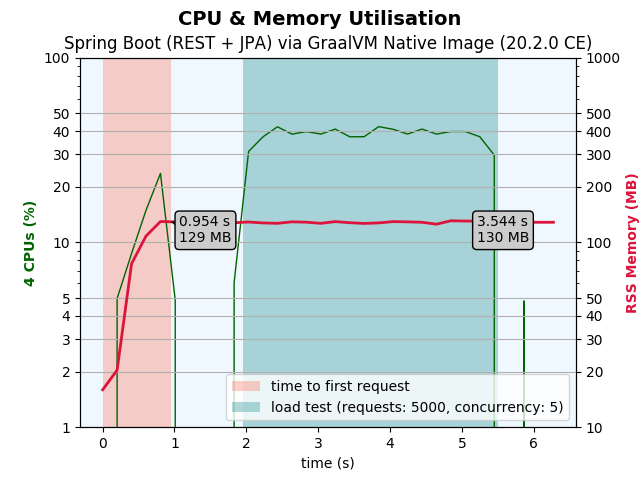 CPU & Memory Utilisation
Spring Boot (REST + JPA) via GraalVM Native Image (20.2.0 CE)
100
50
40
30
20
10
5
4
3
2
1
4 CPUs (%)
1000
500
400
300
200
100
50
40
30
20
10
RSS Memory (MB)
0.954 s
129 MB
3.544 s
130 MB
time to first request
load test (requests: 5000, concurrency: 5)
0 1 2 3 4 5 6
time (s)